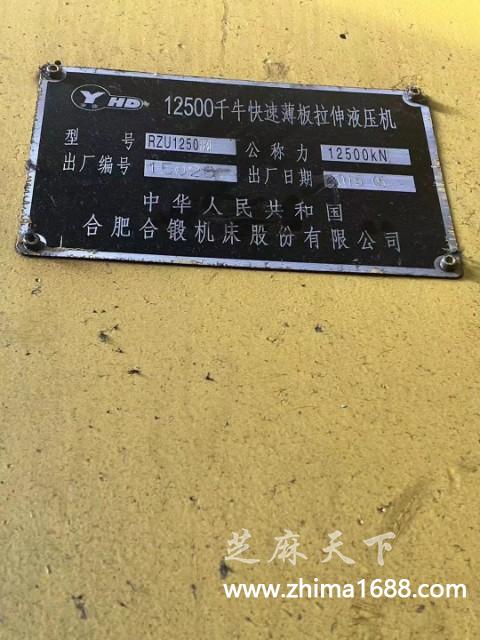 YHD 12500千牛快速薄板拉伸液压机
型号 RZU1250 公称力 12500kN
出厂编号 出厂日期
中华人民共和国
合肥合锻机床股份有限公司
芝麻天下
www.zhima1688.com